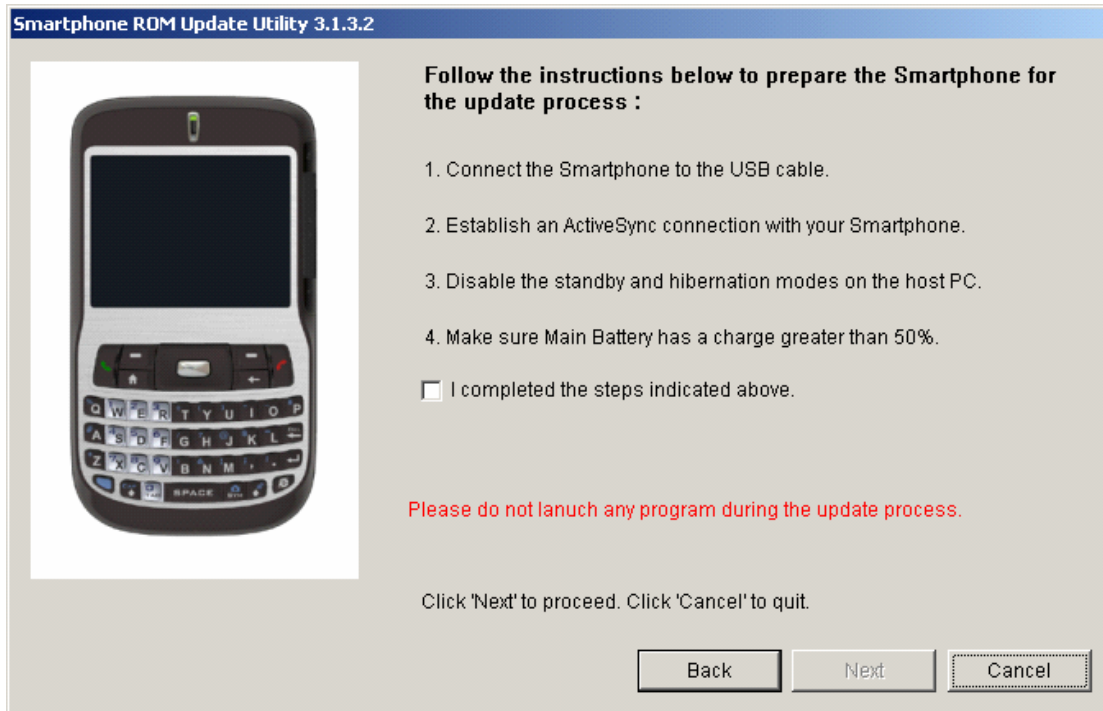 Smartphone ROM Update Utility 3.1.3.2
Follow the instructions below to prepare the Smartphone for
the update process :
1. Connect the Smartphone to the USB cable.
2. Establish an ActiveSync connection with your Smartphone.
3. Disable the standby and hibernation modes on the host PC.
4. Make sure Main Battery has a charge greater than 50%.
I completed the steps indicated above.
Please do not lanuch any program during the update process.
Click 'Next' to proceed. Click 'Cancel' to quit.
Back Next Cancel
Q W E R T Y U I O P
A S D F G H J K L
Z X C V B N M , .
SPACE